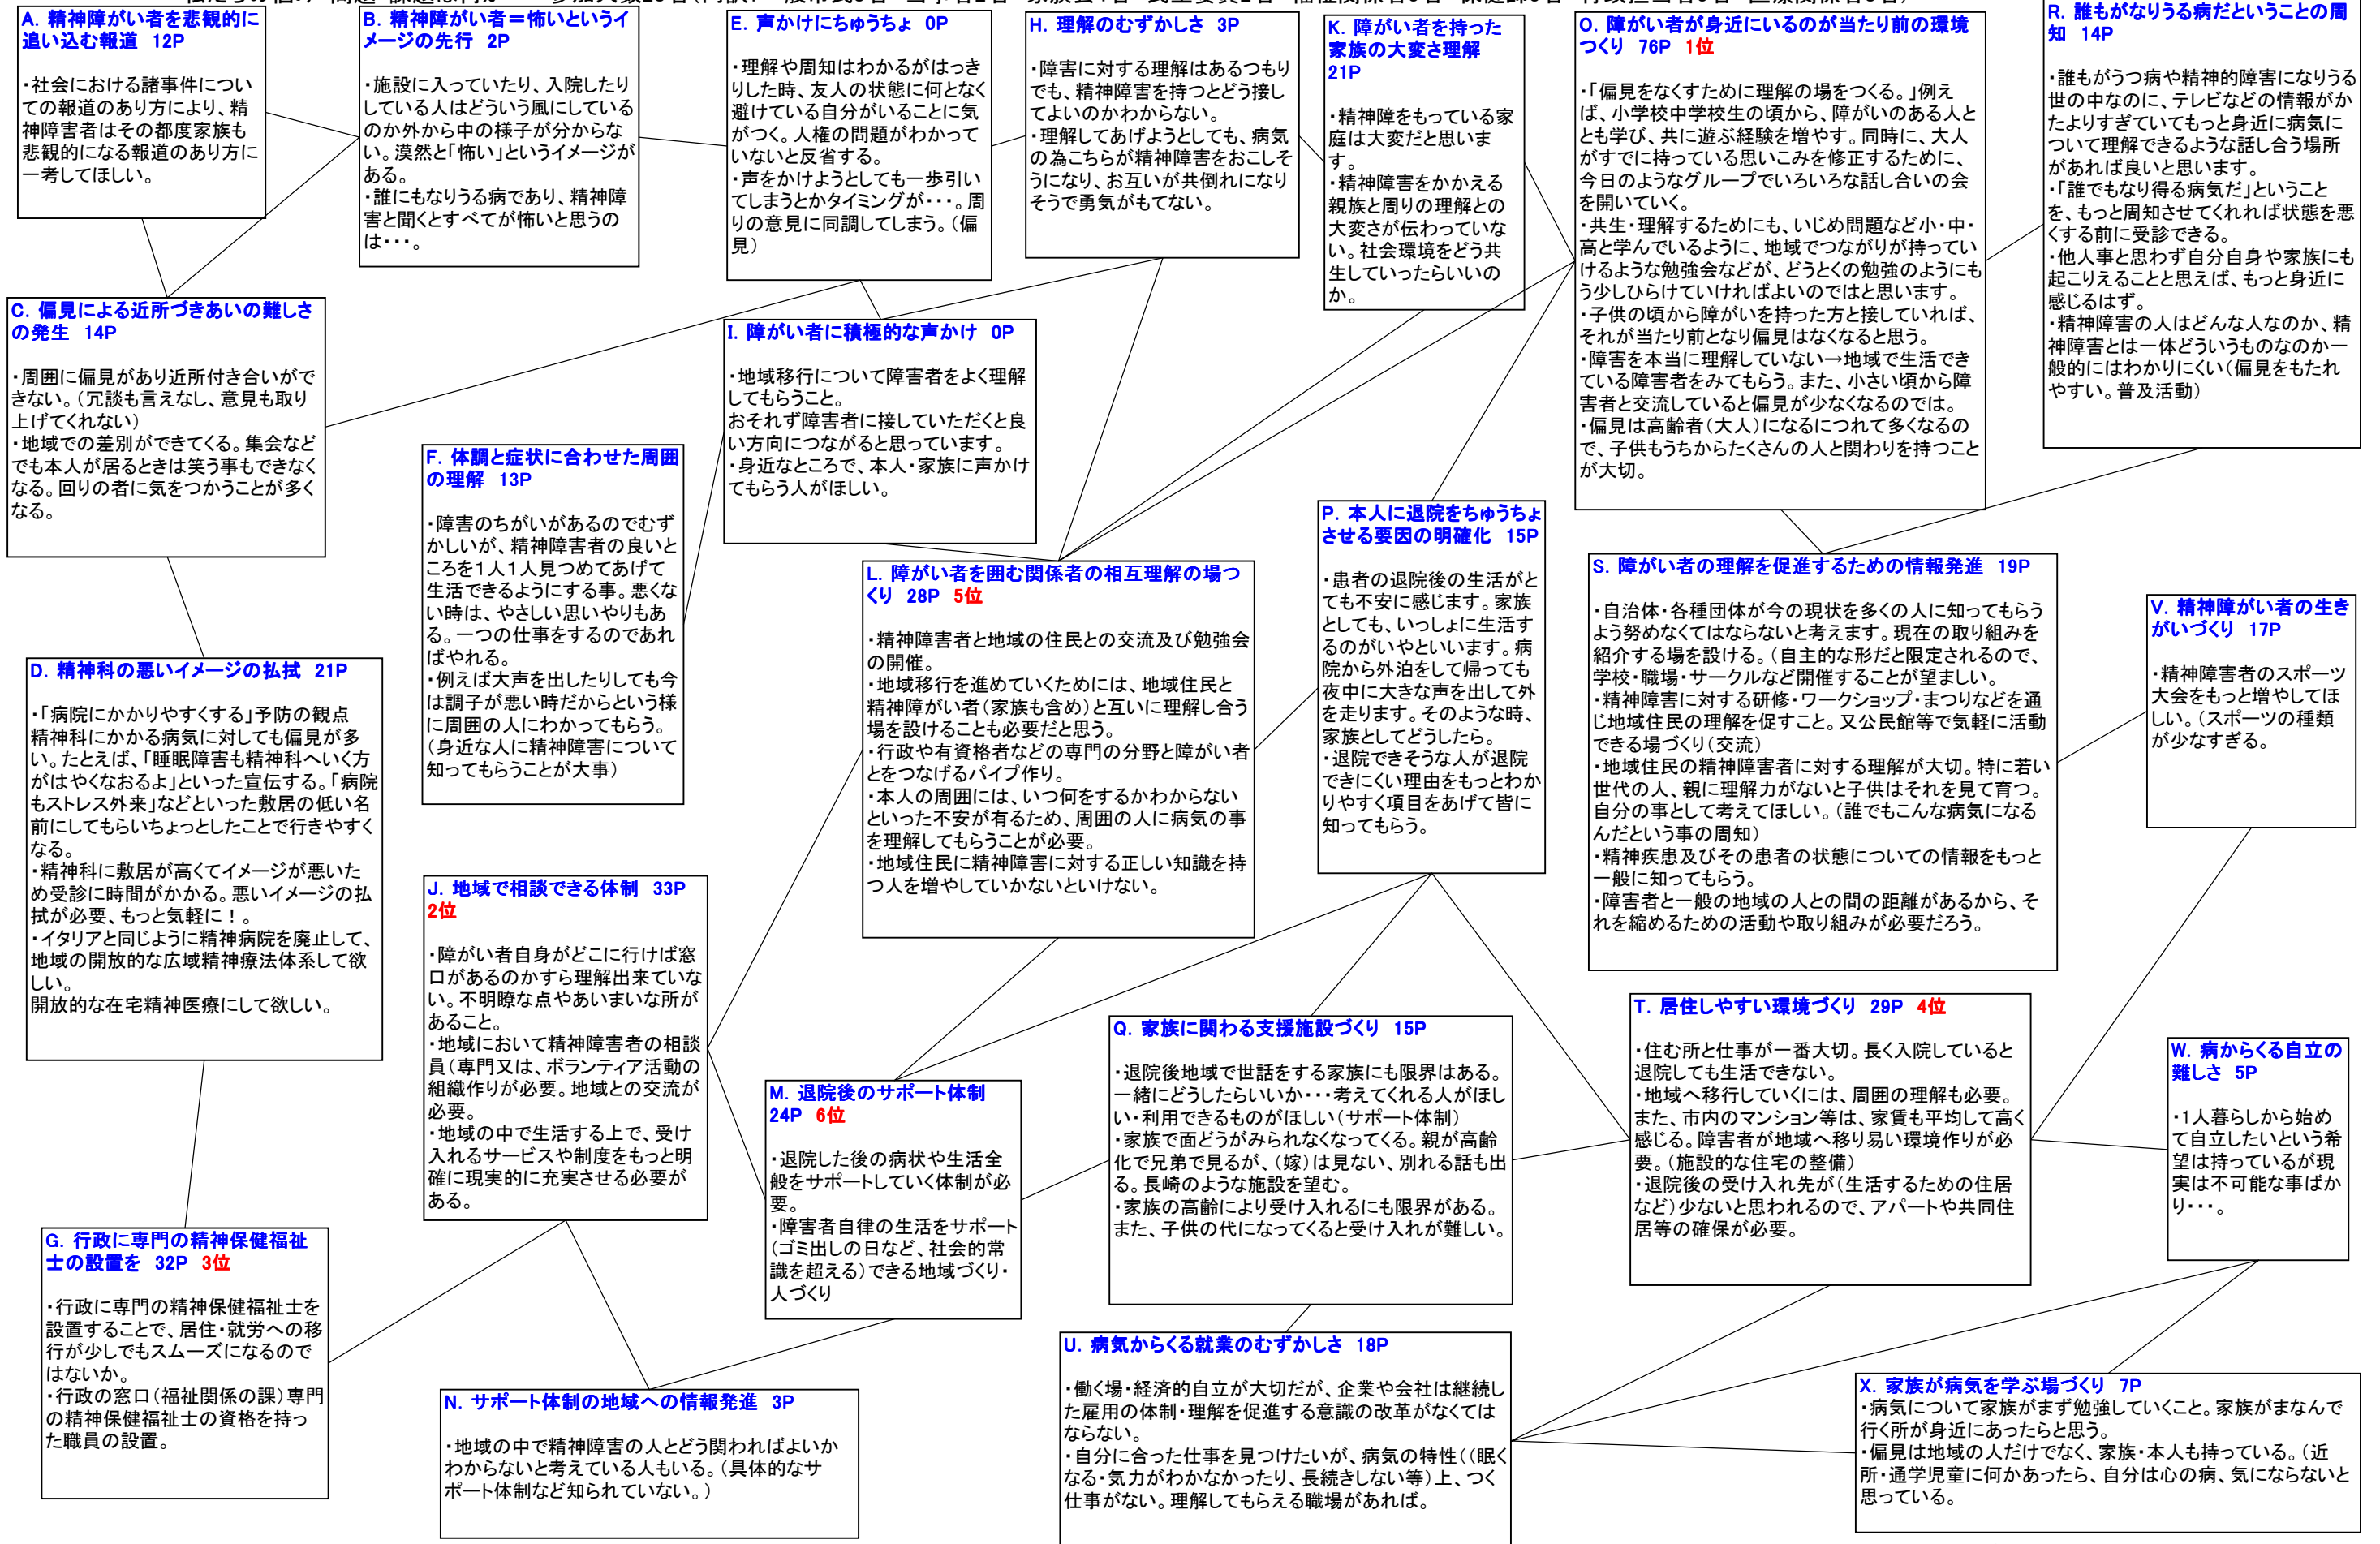 A. 精神障がい者を悲観的に
追い込む報道 12P
・社会における諸事件につい
ての報道のあり方により、精
神障害者はその都度家族も
悲観的になる報道のあり方に
一考してほしい。
B. 精神障がい者=怖いというイ
メージの先行 2P
・施設に入っていたり、入院したり
している人はどういう風にしている
のか外から中の様子が分からな
い。漠然と「怖い」というイメージが
ある。
・誰にもなりうる病であり、精神障
害と聞くとすべてが怖いと思うの
は・・・。
E. 声かけにちゅうちょ 0P
・理解や周知はわかるがはっき
りした時、友人の状態に何となく
避けている自分がいることに気
がつく。人権の問題がわかって
いないと反省する。
・声をかけようとしても一歩引い
てしまうとかタイミングが・・・。周
りの意見に同調してしまう。(偏
見)
H. 理解のむずかしさ 3P
・障害に対する理解はあるつもり
でも、精神障害を持つとどう接し
てよいのかわからない。
・理解してあげようとしても、病気
の為こちらが精神障害をおこしそ
うになり、お互いが共倒れになり
そうで勇気がもてない。
K. 障がい者を持った
家族の大変さ理解
21P
・精神障をもっている家
庭は大変だと思いま
す。
・精神障害をかかえる
親族と周りの理解との
大変さが伝わっていな
い。社会環境をどう共
生していったらいいの
か。
O. 障がい者が身近にいるのが当たり前の環境
つくり 76P 1位
・「偏見をなくすために理解の場をつくる。」例え
ば、小学校中学校生の頃から、障がいのある人と
とも学び、共に遊ぶ経験を増やす。同時に、大人
がすでに持っている思いこみを修正するために、
今日のようなグループでいろいろな話し合いの会
を開いていく。
・共生・理解するためにも、いじめ問題など小・中・
高と学んでいるように、地域でつながりが持ってい
けるような勉強会などが、どうとくの勉強のようにも
う少しひらけていければよいのではと思います。
・子供の頃から障がいを持った方と接していれば、
それが当たり前となり偏見はなくなると思う。
・障害を本当に理解していない→地域で生活でき
ている障害者をみてもらう。また、小さい頃から障
害者と交流していると偏見が少なくなるのでは。
・偏見は高齢者(大人)になるにつれて多くなるの
で、子供もうちからたくさんの人と関わりを持つこと
が大切。
R. 誰もがなりうる病だということの周
知 14P
・誰もがうつ病や精神的障害になりうる
世の中なのに、テレビなどの情報がか
たよりすぎていてもっと身近に病気に
ついて理解できるような話し合う場所
があれば良いと思います。
・「誰でもなり得る病気だ」ということ
を、もっと周知させてくれれば状態を悪
くする前に受診できる。
・他人事と思わず自分自身や家族にも
起こりえることと思えば、もっと身近に
感じるはず。
・精神障害の人はどんな人なのか、精
神障害とは一体どういうものなのか一
般的にはわかりにくい(偏見をもたれ
やすい。普及活動)
C. 偏見による近所づきあいの難しさ
の発生 14P
・周囲に偏見があり近所付き合いがで
きない。(冗談も言えなし、意見も取り
上げてくれない)
・地域での差別ができてくる。集会など
でも本人が居るときは笑う事もできなく
なる。回りの者に気をつかうことが多く
なる。
I. 障がい者に積極的な声かけ 0P
・地域移行について障害者をよく理解
してもらうこと。
おそれず障害者に接していただくと良
い方向につながると思っています。
・身近なところで、本人・家族に声かけ
てもらう人がほしい。
F. 体調と症状に合わせた周囲
の理解 13P
・障害のちがいがあるのでむず
かしいが、精神障害者の良いと
ころを1人1人見つめてあげて
生活できるようにする事。悪くな
い時は、やさしい思いやりもあ
る。一つの仕事をするのであれ
ばやれる。
・例えば大声を出したりしても今
は調子が悪い時だからという様
に周囲の人にわかってもらう。
(身近な人に精神障害について
知ってもらうことが大事)
P. 本人に退院をちゅうちょ
させる要因の明確化 15P
・患者の退院後の生活がと
ても不安に感じます。家族
としても、いっしょに生活す
るのがいやといいます。病
院から外泊をして帰っても
夜中に大きな声を出して外
を走ります。そのような時、
家族としてどうしたら。
・退院できそうな人が退院
できにくい理由をもっとわか
りやすく項目をあげて皆に
知ってもらう。
L. 障がい者を囲む関係者の相互理解の場つ
くり 28P 5位
・精神障害者と地域の住民との交流及び勉強会
の開催。
・地域移行を進めていくためには、地域住民と
精神障がい者(家族も含め)と互いに理解し合う
場を設けることも必要だと思う。
・行政や有資格者などの専門の分野と障がい者
とをつなげるパイプ作り。
・本人の周囲には、いつ何をするかわからない
といった不安が有るため、周囲の人に病気の事
を理解してもらうことが必要。
・地域住民に精神障害に対する正しい知識を持
つ人を増やしていかないといけない。
S. 障がい者の理解を促進するための情報発進 19P
・自治体・各種団体が今の現状を多くの人に知ってもらう
よう努めなくてはならないと考えます。現在の取り組みを
紹介する場を設ける。(自主的な形だと限定されるので、
学校・職場・サークルなど開催することが望ましい。
・精神障害に対する研修・ワークショップ・まつりなどを通
じ地域住民の理解を促すこと。又公民館等で気軽に活動
できる場づくり(交流)
・地域住民の精神障害者に対する理解が大切。特に若い
世代の人、親に理解力がないと子供はそれを見て育つ。
自分の事として考えてほしい。(誰でもこんな病気になる
んだという事の周知)
・精神疾患及びその患者の状態についての情報をもっと
一般に知ってもらう。
・障害者と一般の地域の人との間の距離があるから、そ
れを縮めるための活動や取り組みが必要だろう。
V. 精神障がい者の生き
がいづくり 17P
・精神障害者のスポーツ
大会をもっと増やしてほ
しい。(スポーツの種類
が少なすぎる。
D. 精神科の悪いイメージの払拭 21P
・「病院にかかりやすくする」予防の観点
精神科にかかる病気に対しても偏見が多
い。たとえば、「睡眠障害も精神科へいく方
がはやくなおるよ」といった宣伝する。「病院
もストレス外来」などといった敷居の低い名
前にしてもらいちょっとしたことで行きやすく
なる。
・精神科に敷居が高くてイメージが悪いた
め受診に時間がかかる。悪いイメージの払
拭が必要、もっと気軽に!。
・イタリアと同じように精神病院を廃止して、
地域の開放的な広域精神療法体系して欲
しい。
開放的な在宅精神医療にして欲しい。
J. 地域で相談できる体制 33P
2位
・障がい者自身がどこに行けば窓
口があるのかすら理解出来ていな
い。不明瞭な点やあいまいな所が
あること。
・地域において精神障害者の相談
員(専門又は、ボランティア活動の
組織作りが必要。地域との交流が
必要。
・地域の中で生活する上で、受け
入れるサービスや制度をもっと明
確に現実的に充実させる必要が
ある。
M. 退院後のサポート体制
24P 6位
・退院した後の病状や生活全
般をサポートしていく体制が必
要。
・障害者自律の生活をサポート
(ゴミ出しの日など、社会的常
識を超える)できる地域づくり・
人づくり
Q. 家族に関わる支援施設づくり 15P
・退院後地域で世話をする家族にも限界はある。
一緒にどうしたらいいか・・・考えてくれる人がほし
い・利用できるものがほしい(サポート体制)
・家族で面どうがみられなくなってくる。親が高齢
化で兄弟で見るが、(嫁)は見ない、別れる話も出
る。長崎のような施設を望む。
・家族の高齢により受け入れるにも限界がある。
また、子供の代になってくると受け入れが難しい。
T. 居住しやすい環境づくり 29P 4位
・住む所と仕事が一番大切。長く入院していると
退院しても生活できない。
・地域へ移行していくには、周囲の理解も必要。
また、市内のマンション等は、家賃も平均して高く
感じる。障害者が地域へ移り易い環境作りが必
要。(施設的な住宅の整備)
・退院後の受け入れ先が(生活するための住居
など)少ないと思われるので、アパートや共同住
居等の確保が必要。
W. 病からくる自立の
難しさ 5P
・1人暮らしから始め
て自立したいという希
望は持っているが現
実は不可能な事ばか
り・・・。
G. 行政に専門の精神保健福祉
士の設置を 32P 3位
・行政に専門の精神保健福祉士を
設置することで、居住・就労への移
行が少しでもスムーズになるので
はないか。
・行政の窓口(福祉関係の課)専門
の精神保健福祉士の資格を持っ
た職員の設置。
N. サポート体制の地域への情報発進 3P
・地域の中で精神障害の人とどう関わればよいか
わからないと考えている人もいる。(具体的なサ
ポート体制など知られていない。)
U. 病気からくる就業のむずかしさ 18P
・働く場・経済的自立が大切だが、企業や会社は継続し
た雇用の体制・理解を促進する意識の改革がなくては
ならない。
・自分に合った仕事を見つけたいが、病気の特性((眠く
なる・気力がわかなかったり、長続きしない等)上、つく
仕事がない。理解してもらえる職場があれば。
X. 家族が病気を学ぶ場づくり 7P
・病気について家族がまず勉強していくこと。家族がまなんで
行く所が身近にあったらと思う。
・偏見は地域の人だけでなく、家族・本人も持っている。(近
所・通学児童に何かあったら、自分は心の病、気にならないと
思っている。